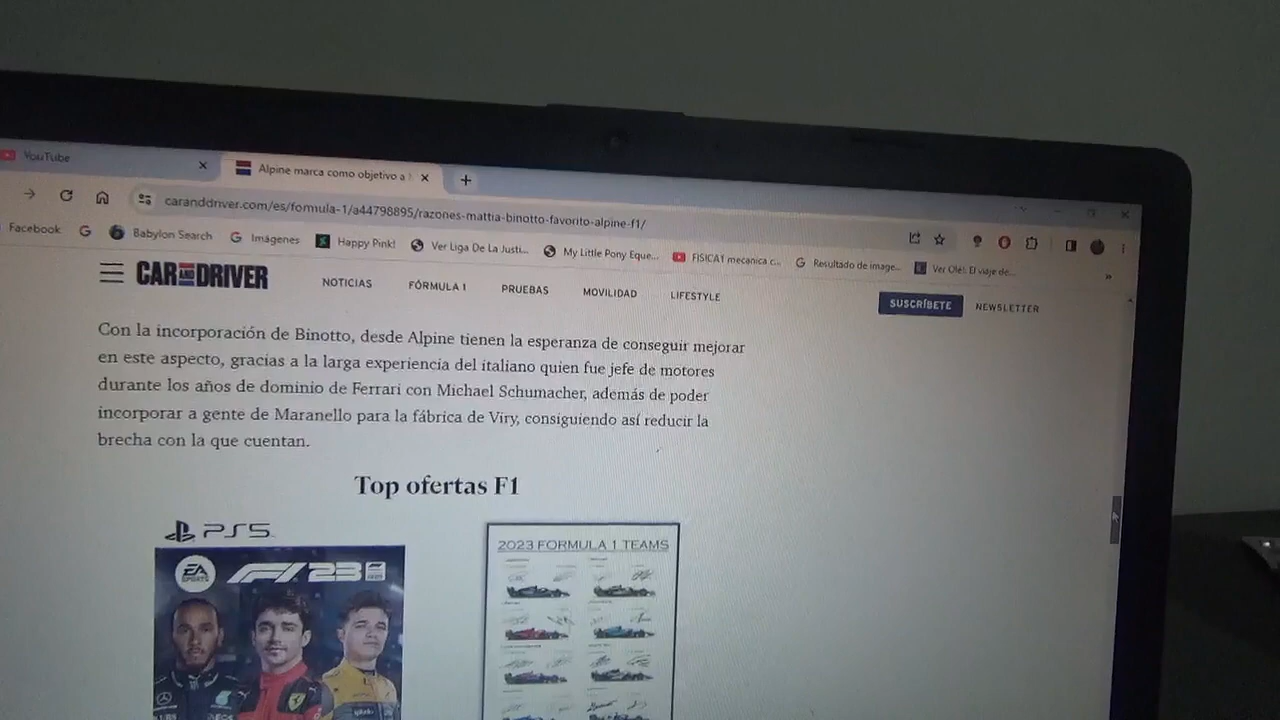 YouTube
Alpine marca como objetivo a
caranddriver.com/es/formula-1/a44798895/razones-mattia-binotto-favorito-alpine-f1/
Facebook
Babylon Search
Imágenes
Happy Pink!
Ver Liga De La Justi...
My Little Pony Eque...
FISICA1 mecanica c...
Resultado de image...
Ver Olé!. El viaje de...
CAR AND DRIVER
NOTICIAS
FÓRMULA 1
PRUEBAS
MOVILIDAD
LIFESTYLE
SUSCRÍBETE
NEWSLETTER
Con la incorporación de Binotto, desde Alpine tienen la esperanza de conseguir mejorar
en este aspecto, gracias a la larga experiencia del italiano quien fue jefe de motores
durante los años de dominio de Ferrari con Michael Schumacher, además de poder
incorporar a gente de Maranello para la fábrica de Viry, consiguiendo así reducir la
brecha con la que cuentan.
Top ofertas F1
PS5
EA
SPORTS
F1 23
2023 FORMULA 1 TEAMS